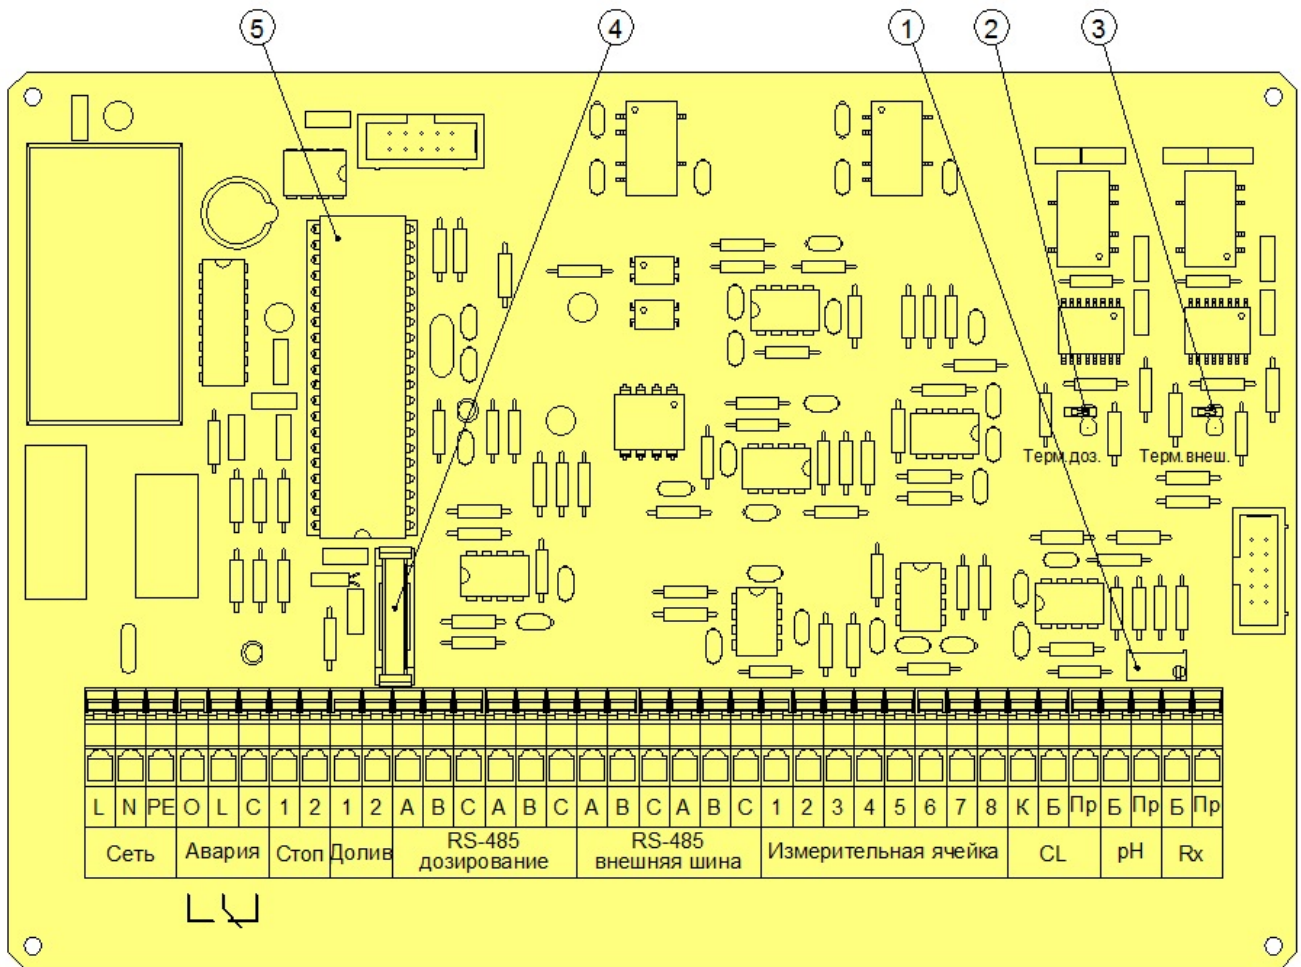 5 4 1 2 3
Терм.доз. Терм.внеш.
L N PE O L C 1 2 1 2 A B C A B C A B C A B C 1 2 3 4 5 6 7 8 К Б Пр Б Пр Б Пр
Сеть Авария Стоп Долив RS-485 дозирование RS-485 внешняя шина Измерительная ячейка CL pH Rx